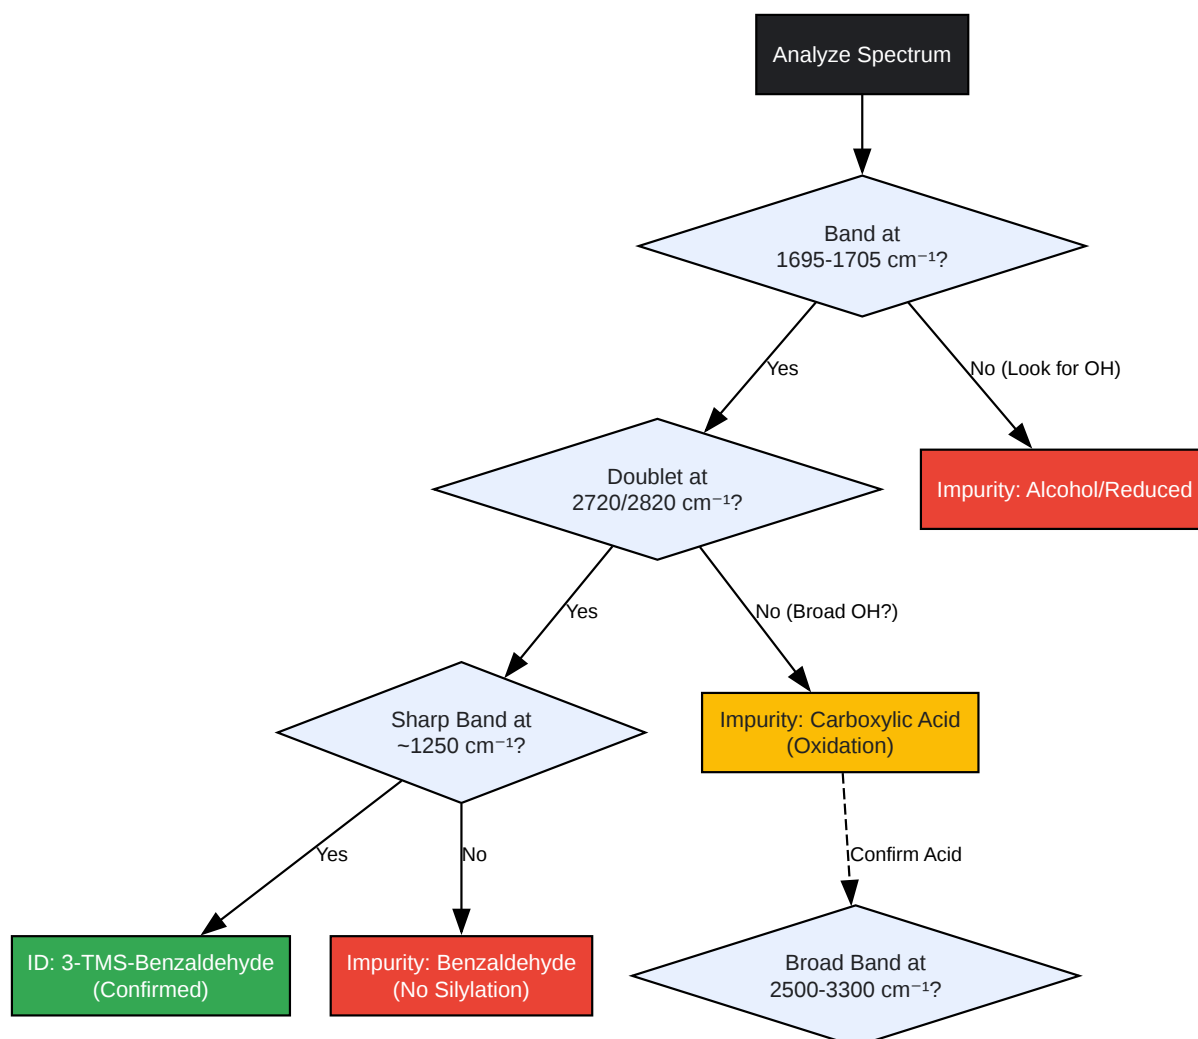 Analyze Spectrum
Band at
1695-1705 cm⁻¹?
Yes
No (Look for OH)
Doublet at
2720/2820 cm⁻¹?
Impurity: Alcohol/Reduced
Yes
No (Broad OH?)
Sharp Band at
~1250 cm⁻¹?
Impurity: Carboxylic Acid
(Oxidation)
Yes
No
Confirm Acid
ID: 3-TMS-Benzaldehyde
(Confirmed)
Impurity: Benzaldehyde
(No Silylation)
Broad Band at
2500-3300 cm⁻¹?